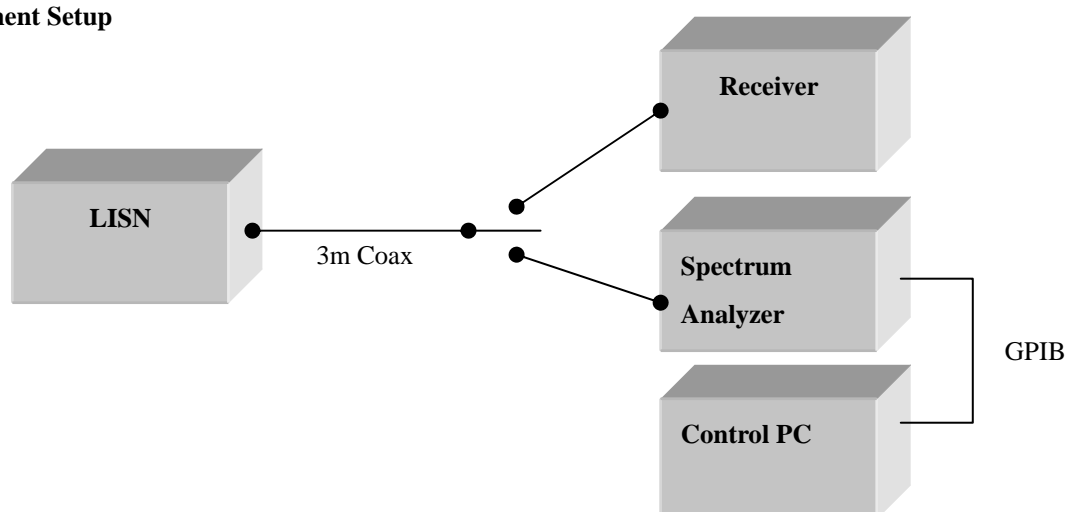 ment Setup
Receiver
LISN
3m Coax
Spectrum
Analyzer
GPIB
Control PC